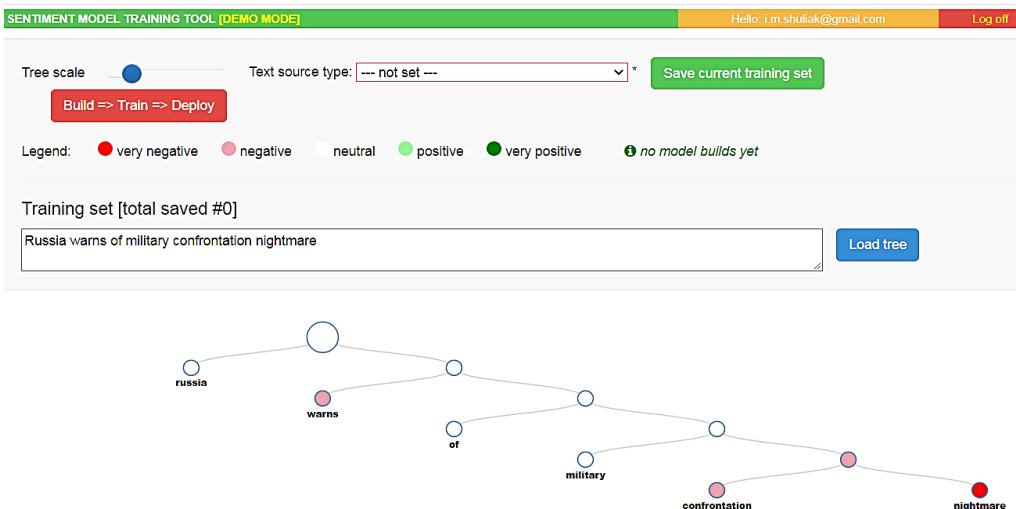 SENTIMENT MODEL TRAINING TOOL [DEMO MODE] Hello: i.m.shuliak@gmail.com Log off
Tree scale Text source type: --- not set --- * Save current training set
Build => Train => Deploy
Legend: very negative negative neutral positive very positive no model builds yet
Training set [total saved #0]
Russia warns of military confrontation nightmare Load tree
russia
warns
of
military
confrontation nightmare